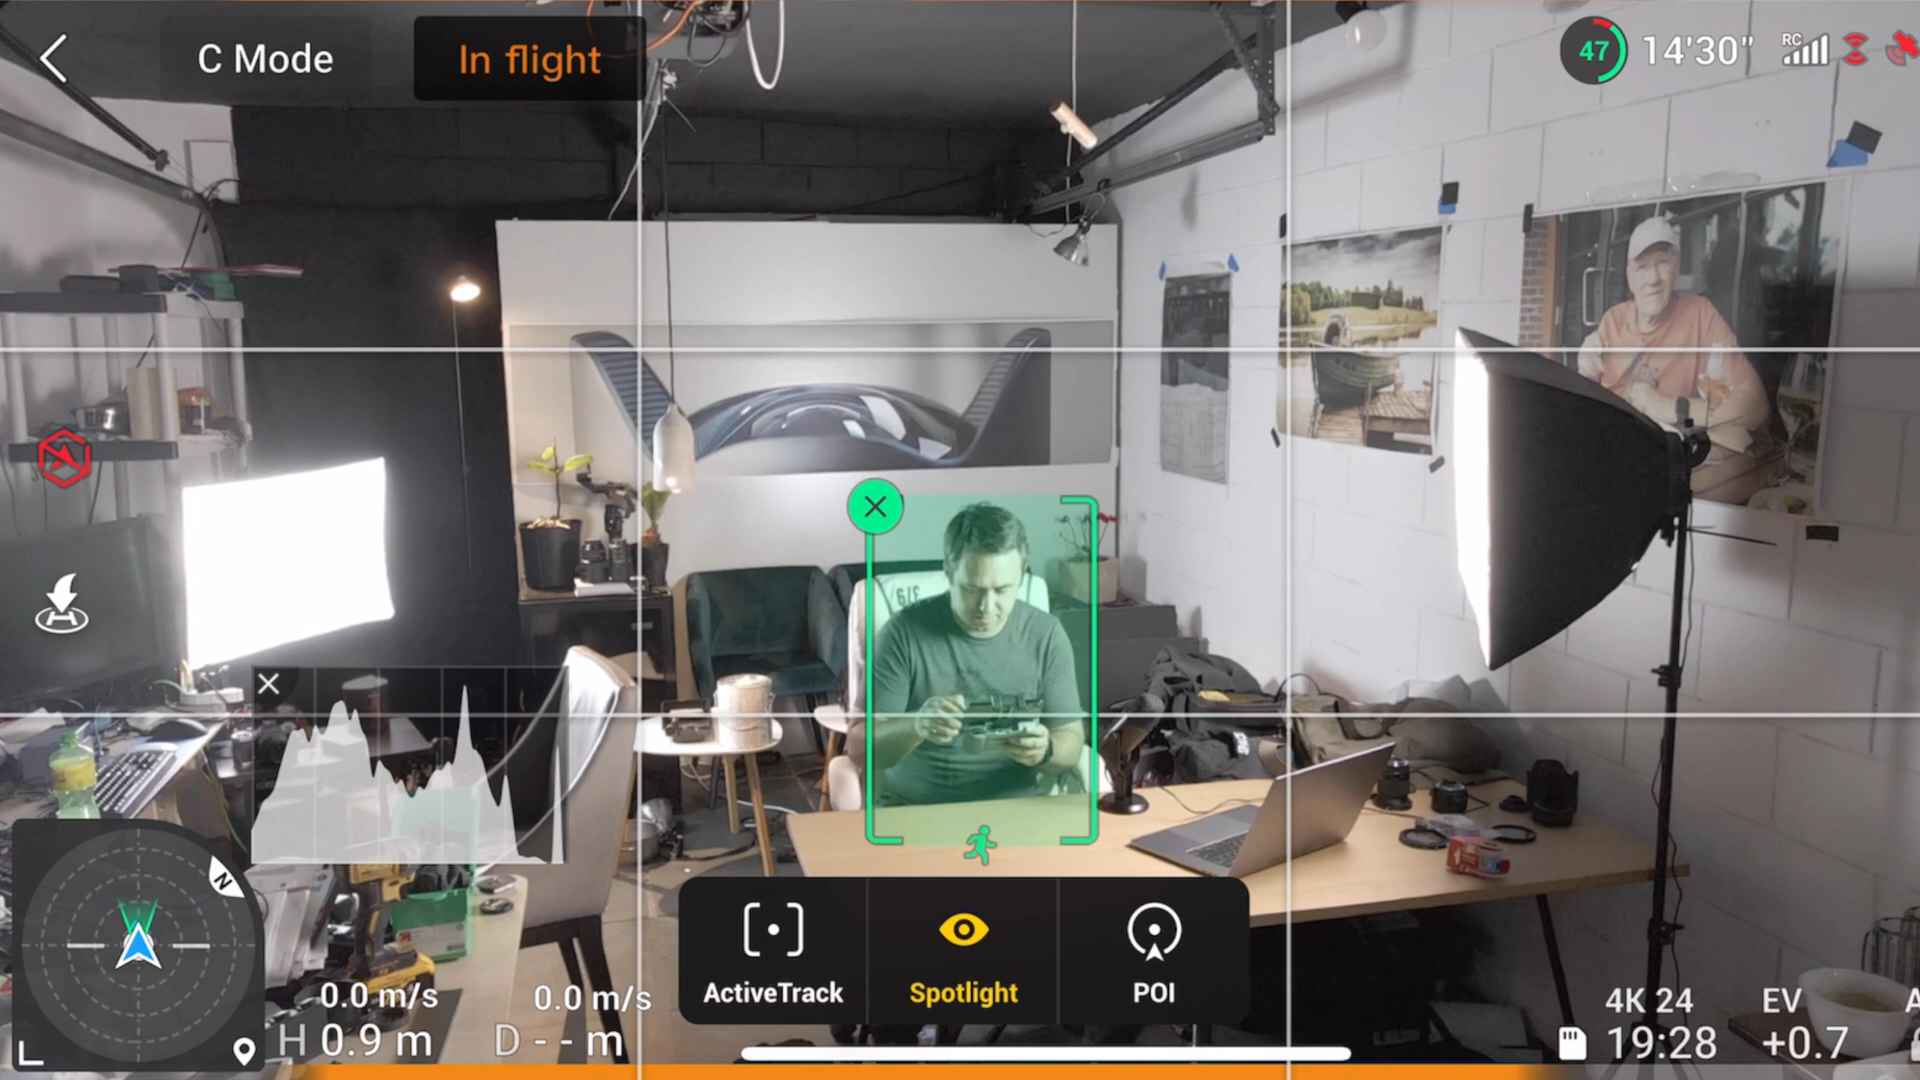 C Mode
In flight
47
14'30"
RC
N
ActiveTrack
Spotlight
POI
0.0 m/s
0.0 m/s
H 0.9 m
D - - m
4K 24
EV
19:28
+0.7